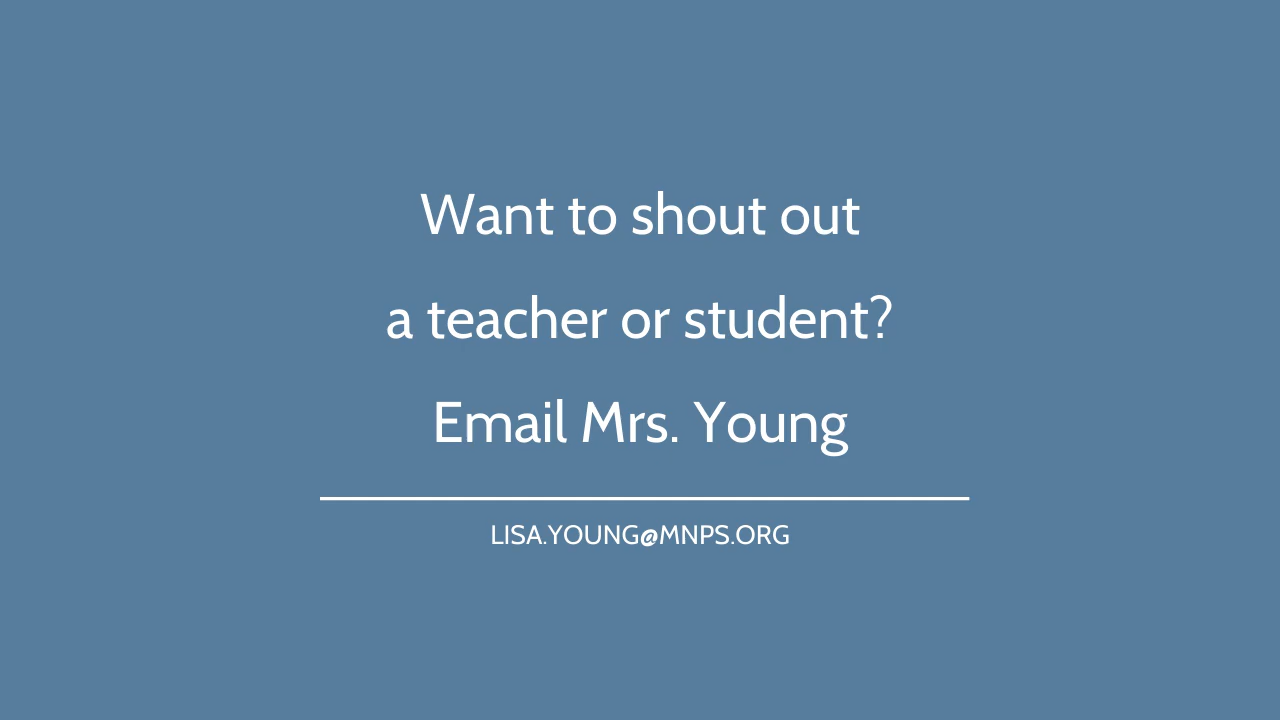 Want to shout out
a teacher or student?
Email Mrs. Young
LISA.YOUNG@MNPS.ORG